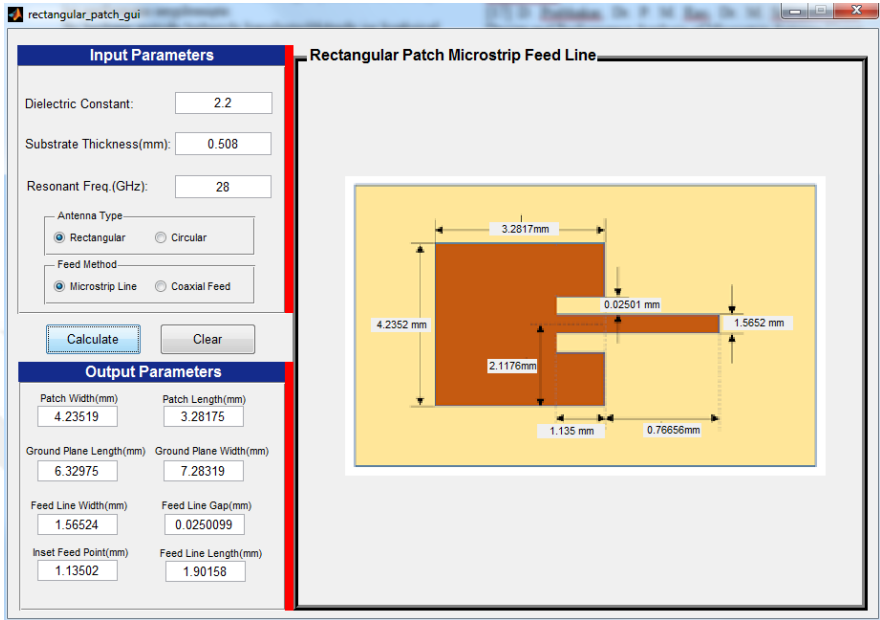 rectangular_patch_gui
Input Parameters
Dielectric Constant: 2.2
Substrate Thickness(mm): 0.508
Resonant Freq.(GHz): 28
Antenna Type
Rectangular Circular
Feed Method
Microstrip Line Coaxial Feed
Calculate Clear
Output Parameters
Patch Width(mm) Patch Length(mm)
4.23519 3.28175
Ground Plane Length(mm) Ground Plane Width(mm)
6.32975 7.28319
Feed Line Width(mm) Feed Line Gap(mm)
1.56524 0.0250099
Inset Feed Point(mm) Feed Line Length(mm)
1.13502 1.90158
Rectangular Patch Microstrip Feed Line
3.2817mm
0.02501 mm
4.2352 mm
1.5652 mm
2.1176mm
1.135 mm
0.76656mm